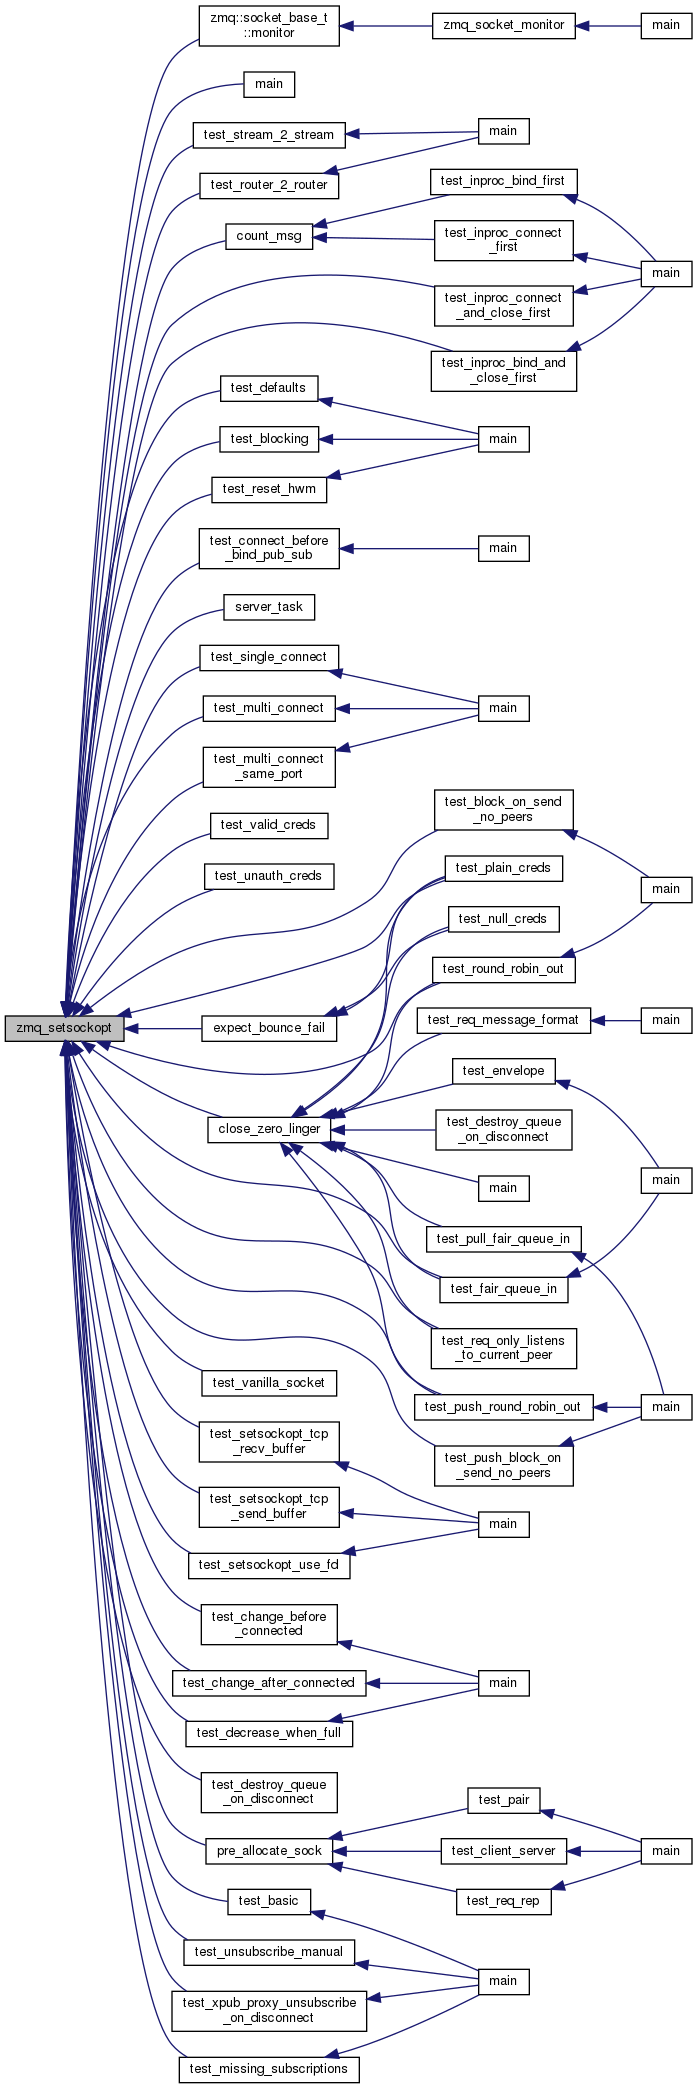 zmq::socket_base_t
::monitor
zmq_socket_monitor
main
main
test_stream_2_stream
main
test_router_2_router
test_inproc_bind_first
count_msg
test_inproc_connect
_first
main
test_inproc_connect
_and_close_first
test_inproc_bind_and
_close_first
test_defaults
test_blocking
main
test_reset_hwm
test_connect_before
_bind_pub_sub
main
server_task
test_single_connect
test_multi_connect
main
test_multi_connect
_same_port
test_block_on_send
_no_peers
test_valid_creds
test_plain_creds
test_unauth_creds
main
test_null_creds
test_round_robin_out
zmq_setsockopt
expect_bounce_fail
test_req_message_format
main
test_envelope
close_zero_linger
test_destroy_queue
_on_disconnect
main
main
test_pull_fair_queue_in
test_fair_queue_in
test_req_only_listens
_to_current_peer
test_vanilla_socket
test_push_round_robin_out
main
test_setsockopt_tcp
_recv_buffer
test_push_block_on
_send_no_peers
test_setsockopt_tcp
_send_buffer
main
test_setsockopt_use_fd
test_change_before
_connected
test_change_after_connected
main
test_decrease_when_full
test_destroy_queue
_on_disconnect
test_pair
pre_allocate_sock
test_client_server
main
test_basic
test_req_rep
test_unsubscribe_manual
main
test_xpub_proxy_unsubscribe
_on_disconnect
test_missing_subscriptions